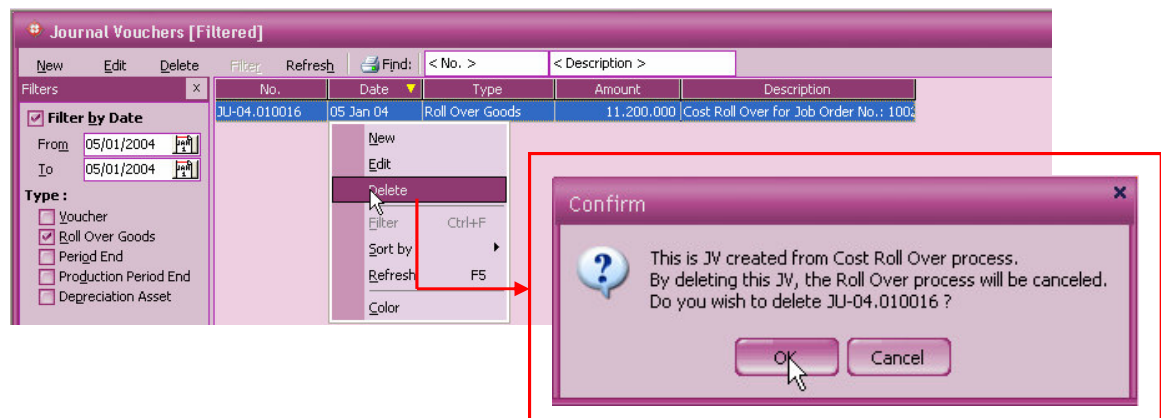 Journal Vouchers [Filtered]
New Edit Delete Filter Refresh Find: < No. > < Description >
Filters x
No. Date Type Amount Description
JU-04.010016 05 Jan 04 Roll Over Goods 11.200.000 Cost Roll Over for Job Order No.: 1002
Filter by Date
From 05/01/2004
To 05/01/2004
Type :
Voucher
Roll Over Goods
Period End
Production Period End
Depreciation Asset
New
Edit
Delete
Filter Ctrl+F
Sort by
Refresh F5
Color
Confirm x
This is JV created from Cost Roll Over process.
By deleting this JV, the Roll Over process will be canceled.
Do you wish to delete JU-04.010016 ?
OK Cancel